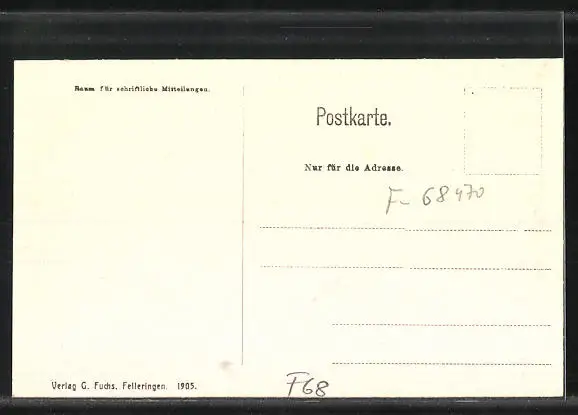 Raum für schriftliche Mitteilungen.
Postkarte.
Nur für die Adresse.
F- 68470
Verlag G. Fuchs, Felleringen. 1905.
F68